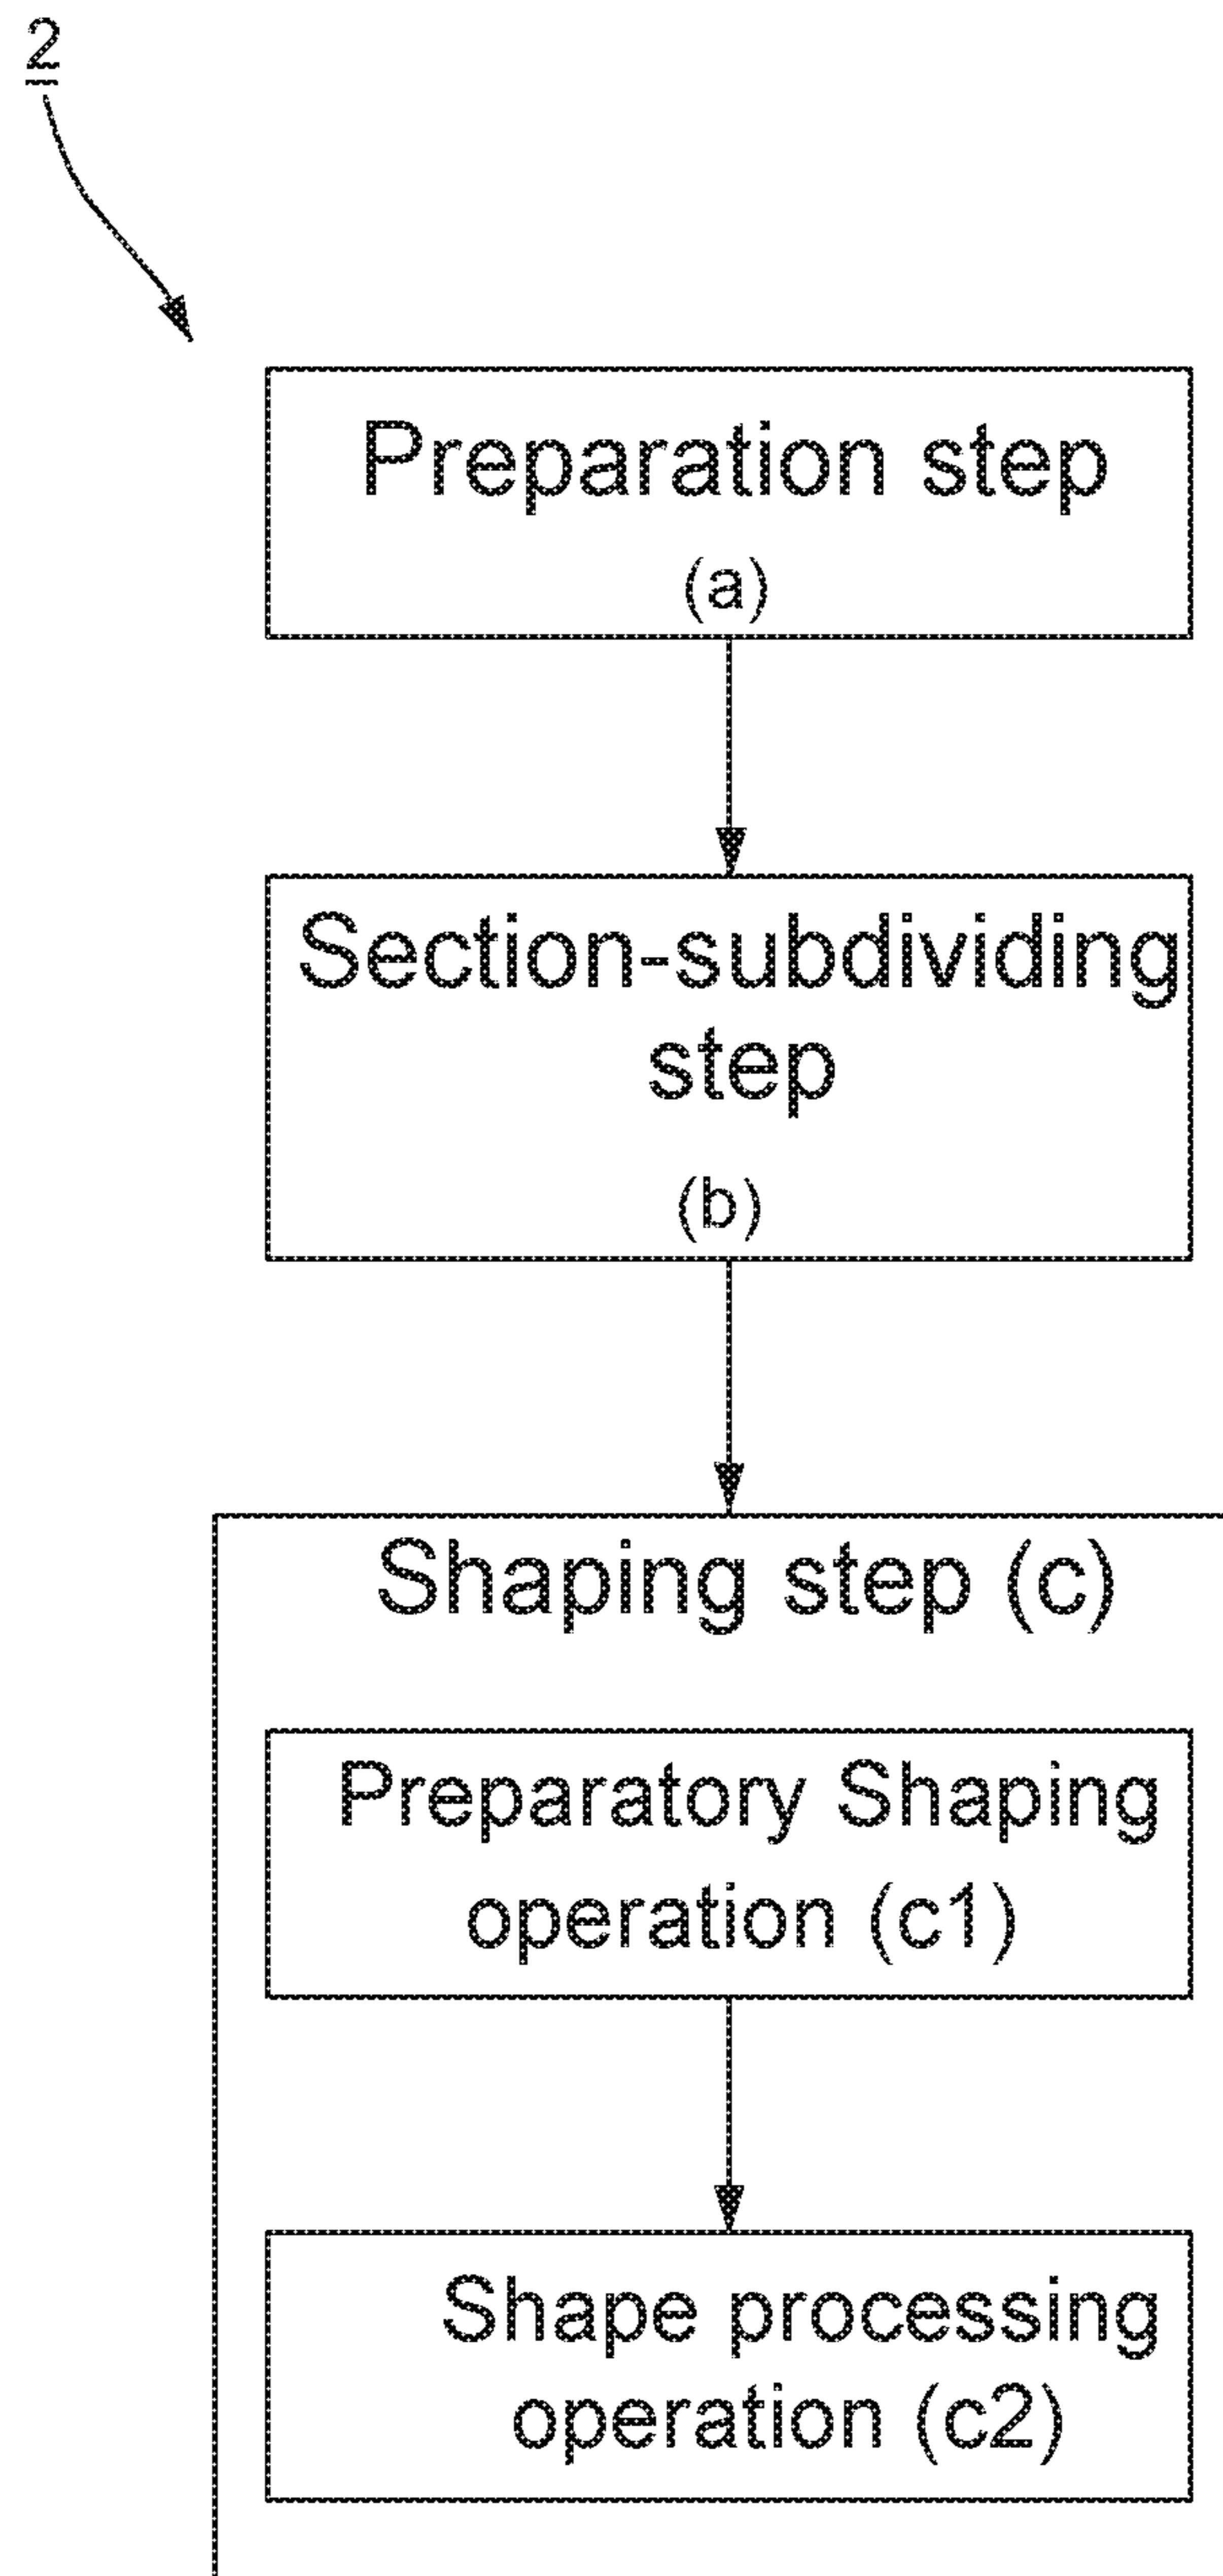 2
Preparation step
(a)
Section-subdividing
step
(b)
Shaping step (c)
Preparatory Shaping
operation (c1)
Shape processing
operation (c2)